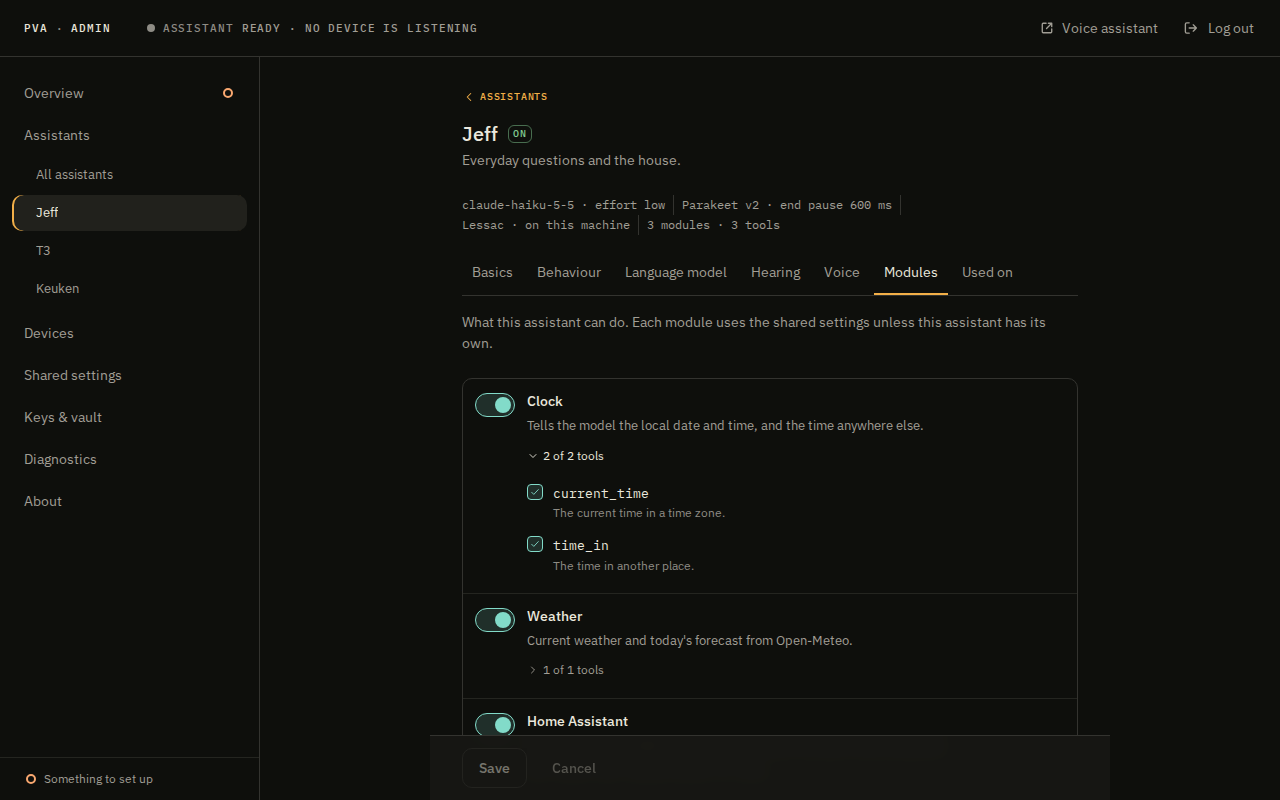 PVA · ADMIN
ASSISTANT READY · NO DEVICE IS LISTENING
Voice assistant
Log out
Overview
Assistants
All assistants
Jeff
T3
Keuken
Devices
Shared settings
Keys & vault
Diagnostics
About
Something to set up
ASSISTANTS
Jeff ON
Everyday questions and the house.
claude-haiku-5-5 · effort low Parakeet v2 · end pause 600 ms
Lessac · on this machine 3 modules · 3 tools
Basics Behaviour Language model Hearing Voice Modules Used on
What this assistant can do. Each module uses the shared settings unless this assistant has its
own.
Clock
Tells the model the local date and time, and the time anywhere else.
2 of 2 tools
current_time
The current time in a time zone.
time_in
The time in another place.
Weather
Current weather and today's forecast from Open-Meteo.
1 of 1 tools
Home Assistant
Save Cancel